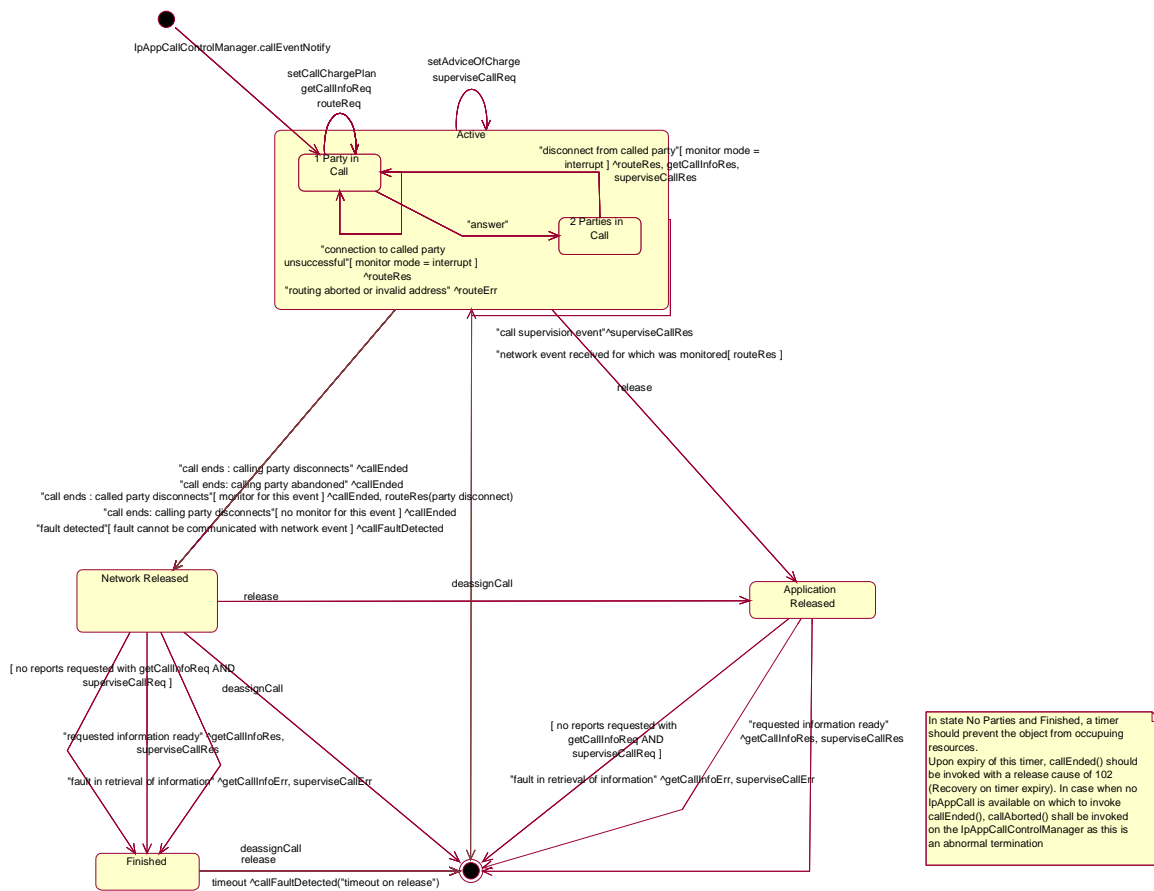 IpAppCallControlManager.callEventNotify
setCallChargePlan
getCallInfoReq
routeReq
setAdviceOfCharge
superviseCallReq
Active
1 Party in
Call
"disconnect from called party"[ monitor mode =
interrupt ] ^routeRes, getCallInfoRes,
superviseCallRes
"answer"
2 Parties in
Call
"connection to called party
unsuccessful"[ monitor mode = interrupt ]
^routeRes
"routing aborted or invalid address" ^routeErr
"call supervision event"^superviseCallRes
"network event received for which was monitored[ routeRes ]
release
"call ends : calling party disconnects" ^callEnded
"call ends: calling party abandoned" ^callEnded
"call ends : called party disconnects"[ monitor for this event ] ^callEnded, routeRes(party disconnect)
"call ends: calling party disconnects"[ no monitor for this event ] ^callEnded
"fault detected"[ fault cannot be communicated with network event ] ^callFaultDetected
Network Released
deassignCall
release
Application
Released
[ no reports requested with getCallInfoReq AND
superviseCallReq ]
deassignCall
"requested information ready" ^getCallInfoRes,
superviseCallRes
"fault in retrieval of information" ^getCallInfoErr, superviseCallErr
[ no reports requested with
getCallInfoReq AND
superviseCallReq ]
"requested information ready"
^getCallInfoRes, superviseCallRes
"fault in retrieval of information" ^getCallInfoErr, superviseCallErr
In state No Parties and Finished, a timer
should prevent the object from occupuing
resources.
Upon expiry of this timer, callEnded() should
be invoked with a release cause of 102
(Recovery on timer expiry). In case when no
IpAppCall is available on which to invoke
callEnded(), callAborted() shall be invoked
on the IpAppCallControlManager as this is
an abnormal termination
Finished
deassignCall
release
timeout ^callFaultDetected("timeout on release")